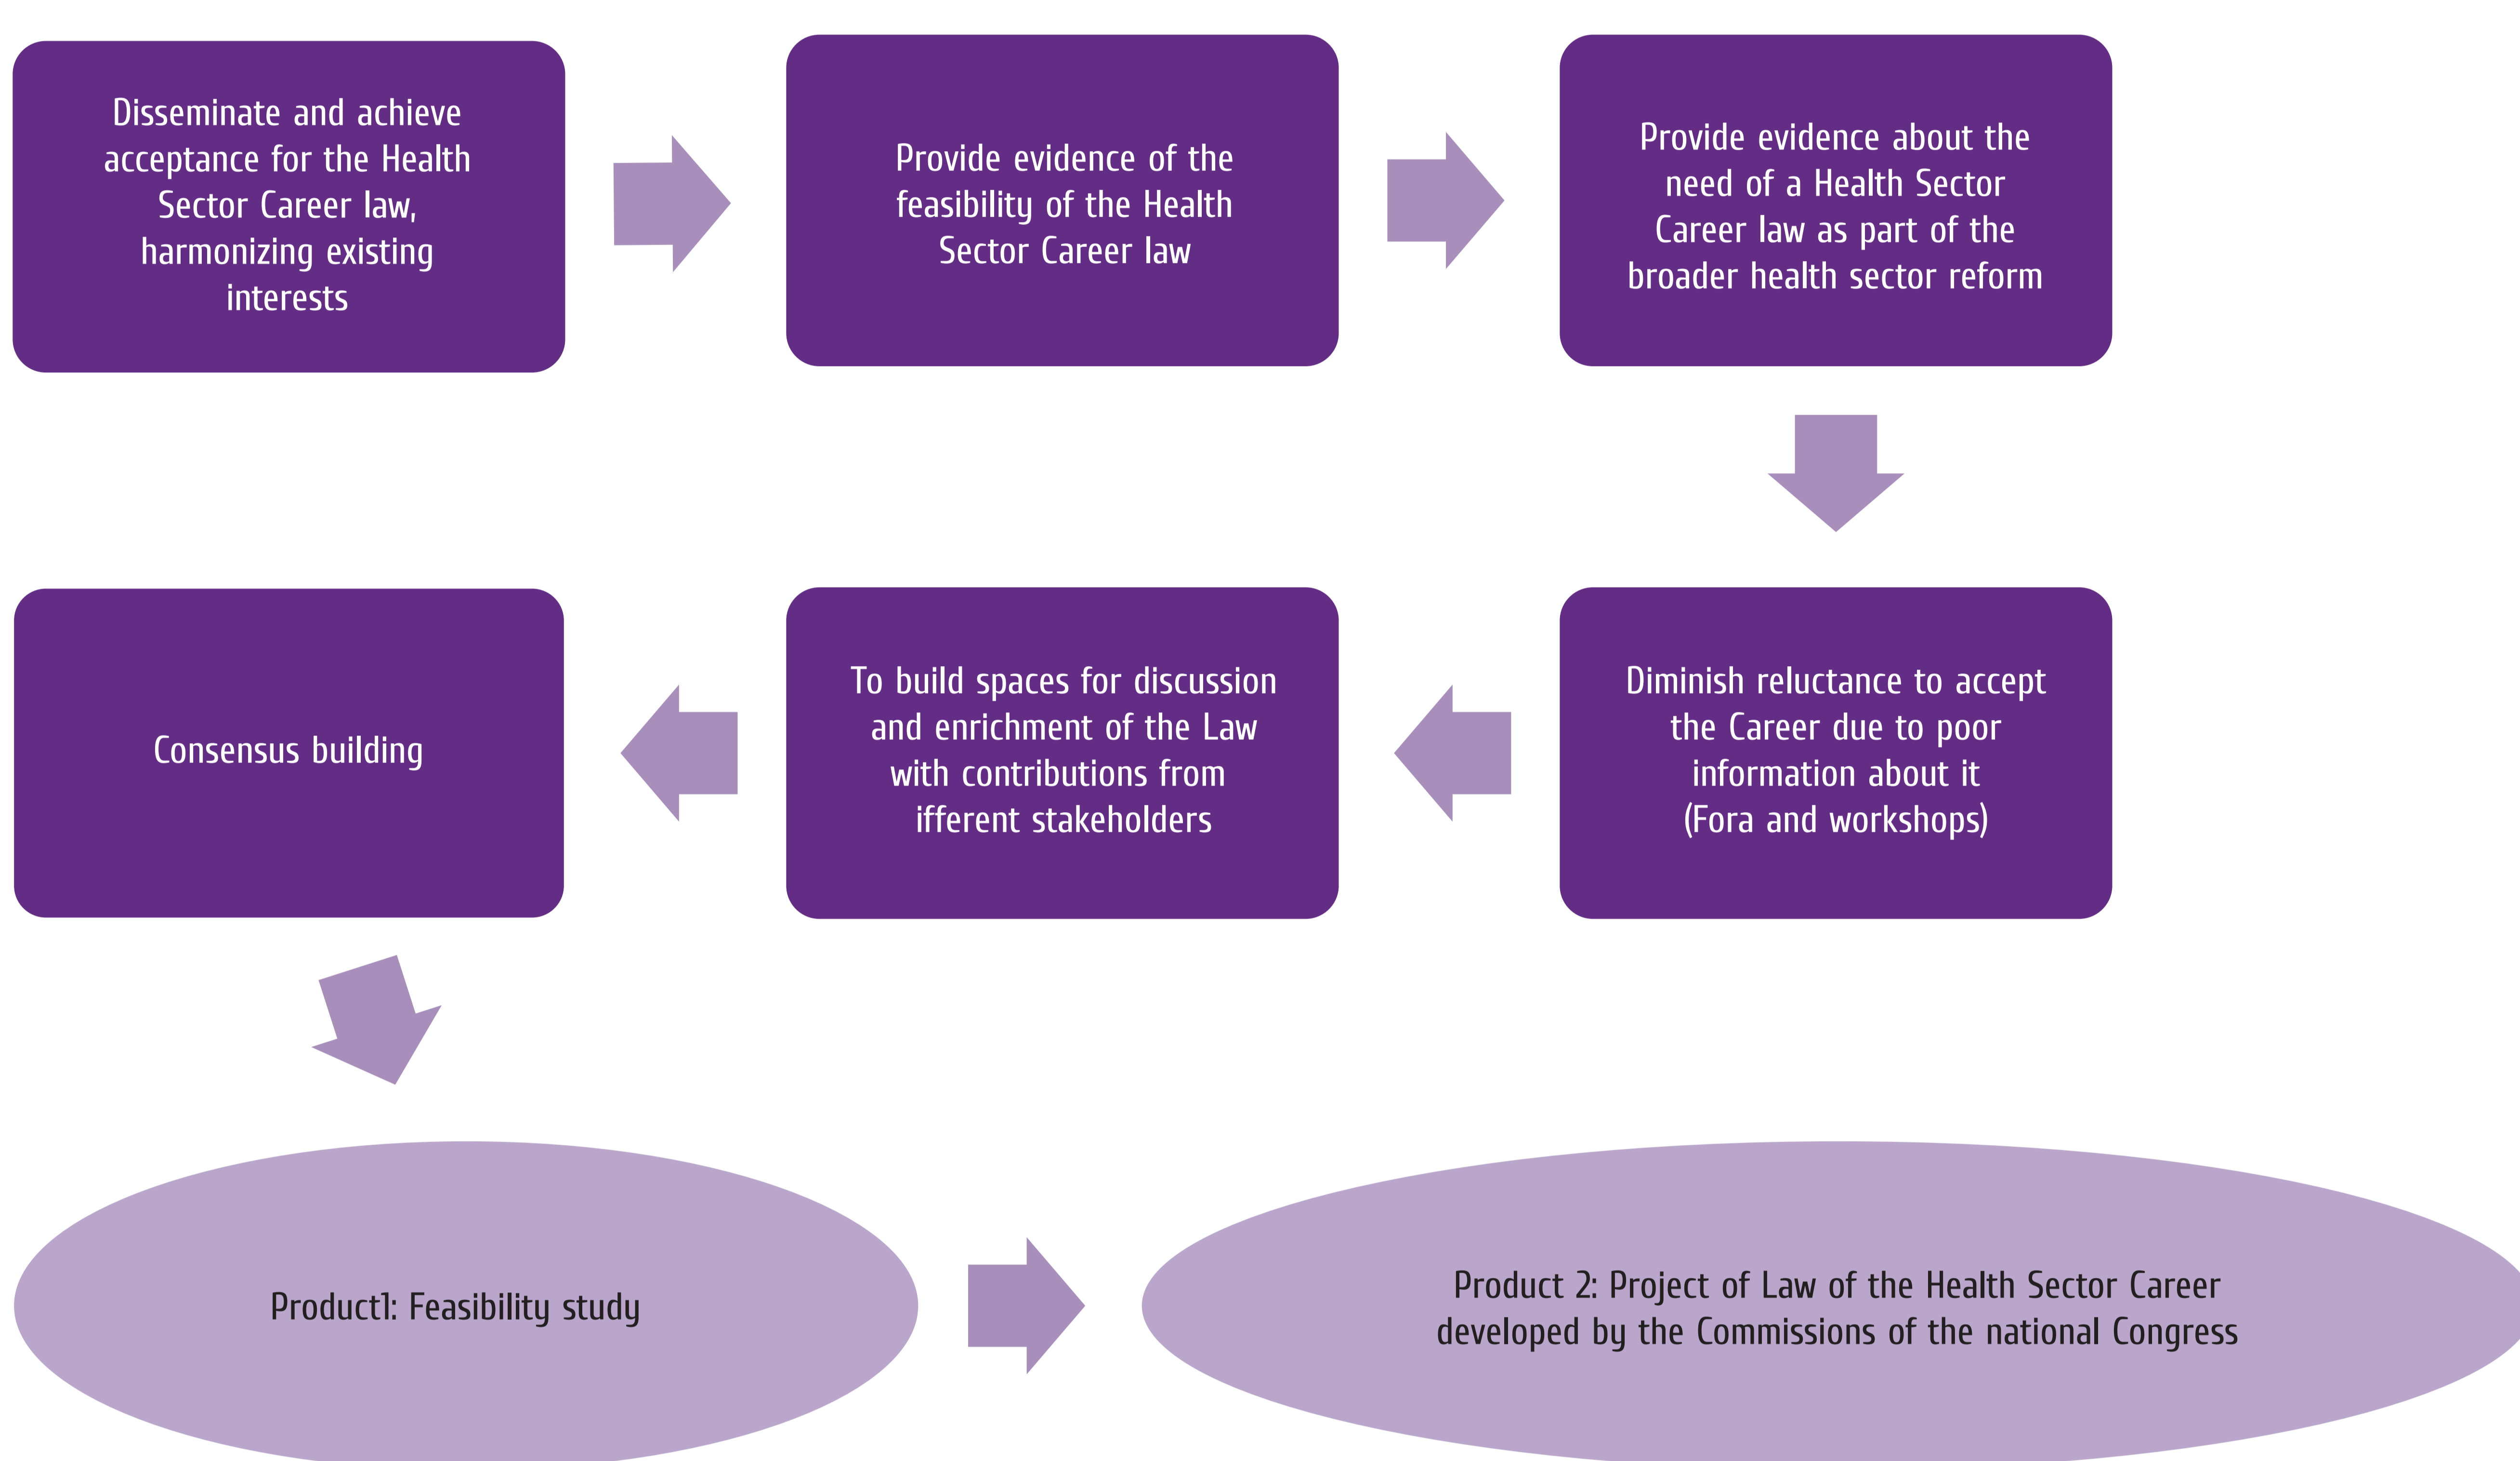 Disseminate and achieve
acceptance for the Health
Sector Career law,
harmonizing existing
interests
Provide evidence of the
feasibility of the Health
Sector Career law
Provide evidence about the
need of a Health Sector
Career law as part of the
broader health sector reform
Diminish reluctance to accept
the Career due to poor
information about it
(Fora and workshops)
To build spaces for discussion
and enrichment of the Law
with contributions from
ifferent stakeholders
Consensus building
Product1: Feasibility study
Product 2: Project of Law of the Health Sector Career
developed by the Commissions of the national Congress